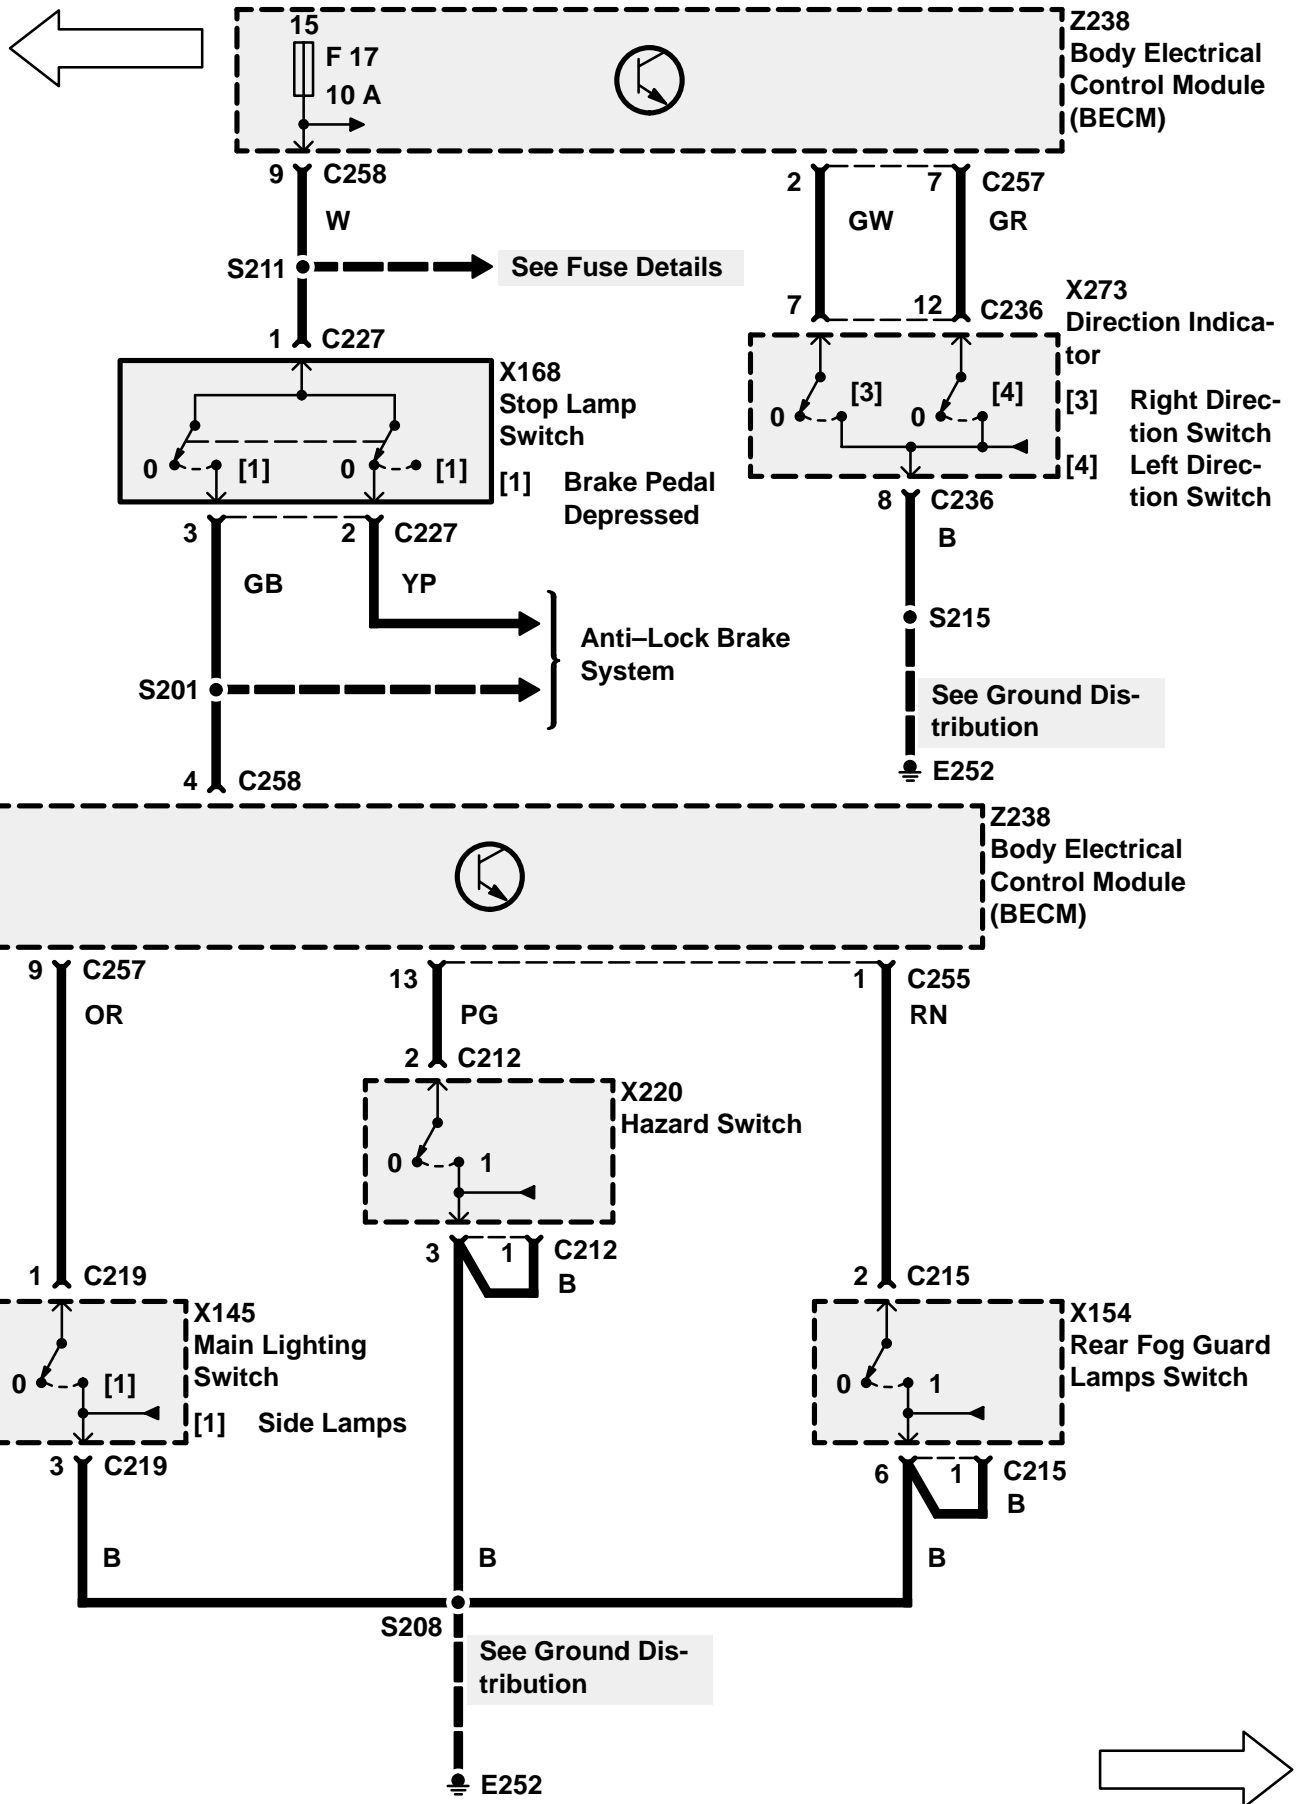 15
F 17
10 A
Z238
Body Electrical
Control Module
(BECM)
9 C258
W
2 7 C257
GW GR
S211 See Fuse Details
1 C227
7 12 C236
X273
Direction Indica-
tor
[3] Right Direc-
tion Switch
[4] Left Direc-
tion Switch
0 [3] 0 [4]
X168
Stop Lamp
Switch
[1] Brake Pedal
Depressed
0 [1] 0 [1]
3 2 C227
GB YP
8 C236
B
S215
Anti–Lock Brake
System
S201
See Ground Dis-
tribution
E252
4 C258
Z238
Body Electrical
Control Module
(BECM)
9 C257
OR
13 1 C255
PG RN
2 C212
X220
Hazard Switch
0 1
3 1 C212
B
1 C219
2 C215
X145
Main Lighting
Switch
[1] Side Lamps
0 [1]
X154
Rear Fog Guard
Lamps Switch
0 1
3 C219
6 1 C215
B
B B B
S208
See Ground Dis-
tribution
E252